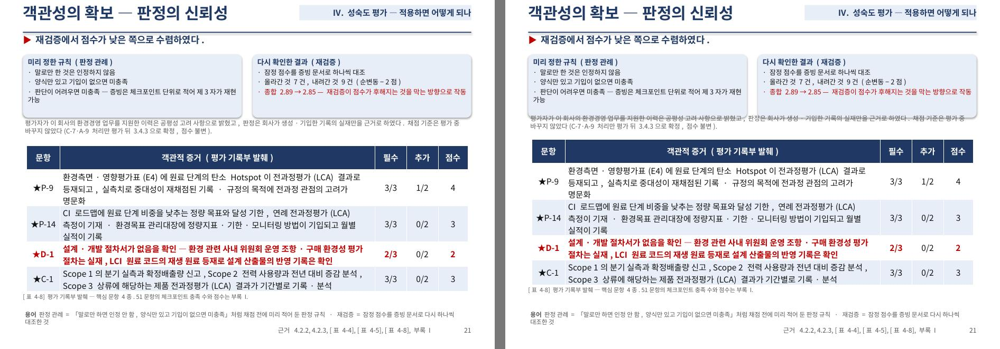 객관성의 확보 — 판정의 신뢰성
IV. 성숙도 평가 — 적용하면 어떻게 되나
▶ 재검증에서 점수가 낮은 쪽으로 수렴하였다 .
미리 정한 규칙 ( 판정 관례 )
· 말로만 한 것은 인정하지 않음
· 양식만 있고 기입이 없으면 미충족
· 판단이 어려우면 미충족 — 증빙은 체크포인트 단위로 적어 제 3 자가 재현
가능
다시 확인한 결과 ( 재검증 )
· 잠정 점수를 증빙 문서로 하나씩 대조
· 올라간 것 7 건 , 내려간 것 9 건 ( 순변동 − 2 점 )
· 종합 2.89 → 2.85 — 재검증이 점수가 후해지는 것을 막는 방향으로 작동
평가자가 이 회사의 환경경영 업무를 지원한 이력은 공평성 고려 사항으로 밝혔고 , 판정은 회사가 생성 · 기입한 기록의 실재만을 근거로 하였다 . 채점 기준은 평가 중
바꾸지 않았다 (C-7·A-9 처리만 평가 뒤 3.4.3 으로 확정 , 점수 불변 ).
문항 객관적 증거 ( 평가 기록부 발췌 ) 필수 추가 점수
환경측면 · 영향평가표 (E4) 에 원료 단계의 탄소 Hotspot 이 전과정평가 (LCA) 결과로
★P-9 등재되고 , 실측치로 중대성이 재채점된 기록 · 규정의 목적에 전과정 관점의 고려가 3/3 1/2 4
명문화
CI 로드맵에 원료 단계 비중을 낮추는 정량 목표와 달성 기한 , 연례 전과정평가 (LCA)
★P-14 측정이 기재 · 환경목표 관리대장에 정량지표 · 기한 · 모니터링 방법이 기입되고 월별 3/3 0/2 3
실적이 기록
★D-1 설계 · 개발 절차서가 없음을 확인 — 환경 관련 사내 위원회 운영 조항 · 구매 환경성 평가 2/3 0/2 2
절차는 실재 , LCI 원료 코드의 재생 원료 등재로 설계 산출물의 반영 기록은 확인
★C-1 Scope 1 의 분기 실측과 확정배출량 신고 , Scope 2 전력 사용량과 전년 대비 증감 분석 , 3/3 0/2 3
Scope 3 상류에 해당하는 제품 전과정평가 (LCA) 결과가 기간별로 기록 · 분석
[ 표 4-8] 평가 기록부 발췌 — 핵심 문항 4 종 . 51 문항의 체크포인트 충족 수와 점수는 부록 I.
용어 판정 관례 = 「말로만 하면 인정 안 함 , 양식만 있고 기입이 없으면 미충족」처럼 채점 전에 미리 적어 둔 판정 규칙 · 재검증 = 잠정 점수를 증빙 문서로 다시 하나씩
대조한 것
근거 4.2.2, 4.2.3, [ 표 4-4], [ 표 4-5], [ 표 4-8], 부록 I 21
객관성의 확보 — 판정의 신뢰성
IV. 성숙도 평가 — 적용하면 어떻게 되나
▶ 재검증에서 점수가 낮은 쪽으로 수렴하였다 .
미리 정한 규칙 ( 판정 관례 )
· 말로만 한 것은 인정하지 않음
· 양식만 있고 기입이 없으면 미충족
· 판단이 어려우면 미충족 — 증빙은 체크포인트 단위로 적어 제 3 자가 재현
가능
다시 확인한 결과 ( 재검증 )
· 잠정 점수를 증빙 문서로 하나씩 대조
· 올라간 것 7 건 , 내려간 것 9 건 ( 순변동 − 2 점 )
· 종합 2.89 → 2.85 — 재검증이 점수가 후해지는 것을 막는 방향으로 작동
평가자가 이 회사의 환경경영 업무를 지원한 이력은 공평성 고려 사항으로 밝혔고 , 판정은 회사가 생성 · 기입한 기록의 실재만을 근거로 하였다 . 채점 기준은 평가 중
바꾸지 않았다 (C-7·A-9 처리만 평가 뒤 3.4.3 으로 확정 , 점수 불변 ).
문항 객관적 증거 ( 평가 기록부 발췌 ) 필수 추가 점수
환경측면 · 영향평가표 (E4) 에 원료 단계의 탄소 Hotspot 이 전과정평가 (LCA) 결과로
★P-9 등재되고 , 실측치로 중대성이 재채점된 기록 · 규정의 목적에 전과정 관점의 고려가 3/3 1/2 4
명문화
CI 로드맵에 원료 단계 비중을 낮추는 정량 목표와 달성 기한 , 연례 전과정평가 (LCA)
★P-14 측정이 기재 · 환경목표 관리대장에 정량지표 · 기한 · 모니터링 방법이 기입되고 월별 3/3 0/2 3
실적이 기록
★D-1 설계 · 개발 절차서가 없음을 확인 — 환경 관련 사내 위원회 운영 조항 · 구매 환경성 평가 2/3 0/2 2
절차는 실재 , LCI 원료 코드의 재생 원료 등재로 설계 산출물의 반영 기록은 확인
★C-1 Scope 1 의 분기 실측과 확정배출량 신고 , Scope 2 전력 사용량과 전년 대비 증감 분석 , 3/3 0/2 3
Scope 3 상류에 해당하는 제품 전과정평가 (LCA) 결과가 기간별로 기록 · 분석
[ 표 4-8] 평가 기록부 발췌 — 핵심 문항 4 종 . 51 문항의 체크포인트 충족 수와 점수는 부록 I.
용어 판정 관례 = 「말로만 하면 인정 안 함 , 양식만 있고 기입이 없으면 미충족」처럼 채점 전에 미리 적어 둔 판정 규칙 · 재검증 = 잠정 점수를 증빙 문서로 다시 하나씩
대조한 것
근거 4.2.2, 4.2.3, [ 표 4-4], [ 표 4-5], [ 표 4-8], 부록 I 21